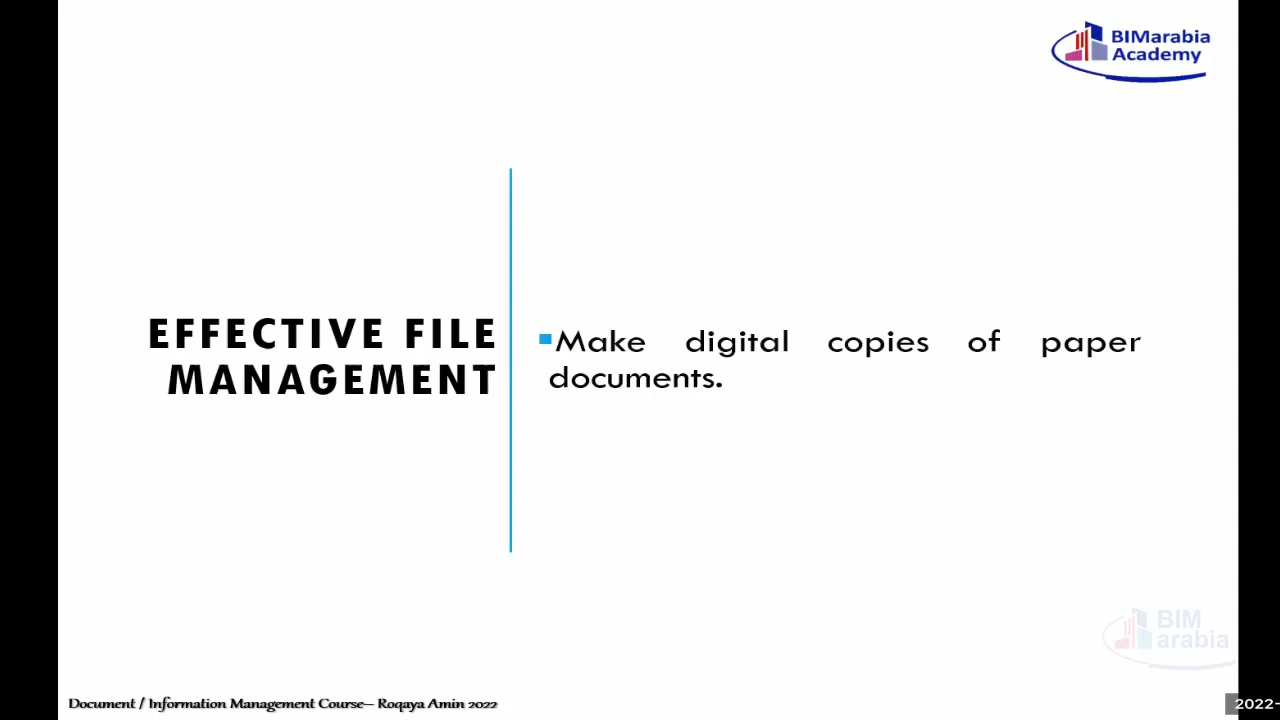 BIMarabia
Academy
EFFECTIVE FILE
MANAGEMENT
Make digital copies of paper
documents.
BIM
arabia
Document / Information Management Course– Roqaya Amin 2022
2022-